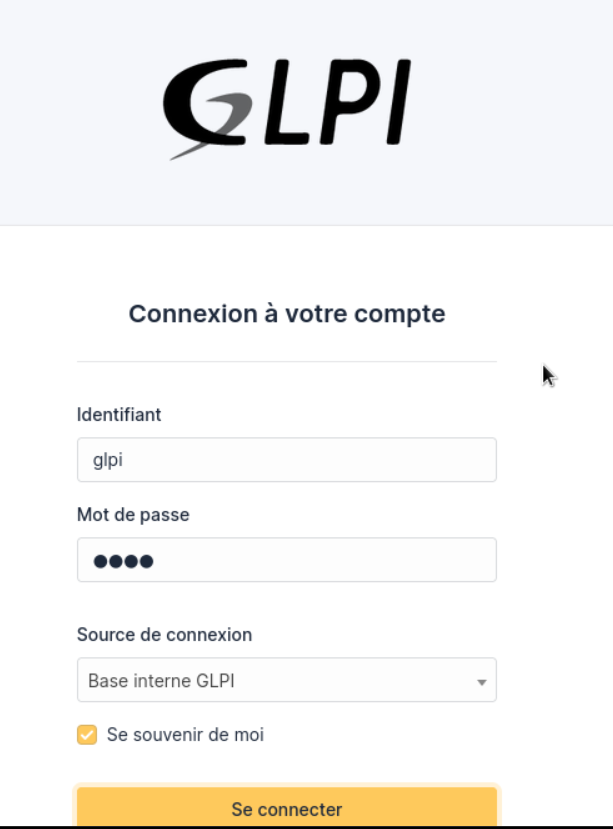 GLPI
Connexion à votre compte
Identifiant
glpi
Mot de passe
●●●●
Source de connexion
Base interne GLPI
Se souvenir de moi
Se connecter